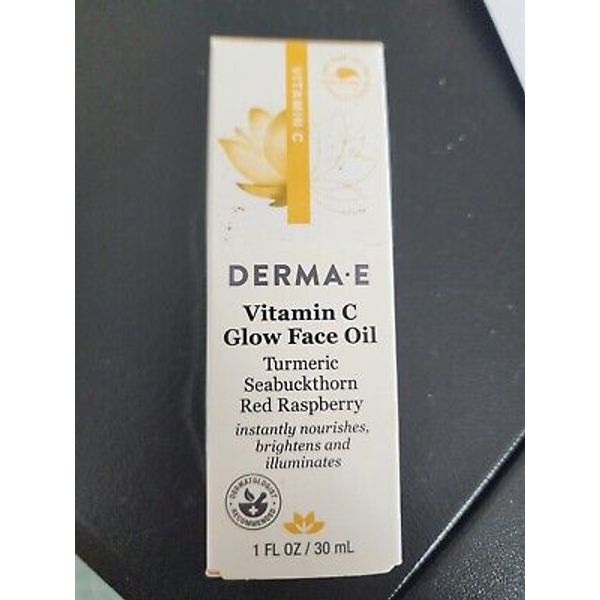 VITAMIN C
DERMA·E
Vitamin C
Glow Face Oil
Turmeric
Seabuckthorn
Red Raspberry
instantly nourishes,
brightens and
illuminates
DERMATOLOGIST
RECOMMENDED
1 FL OZ / 30 mL